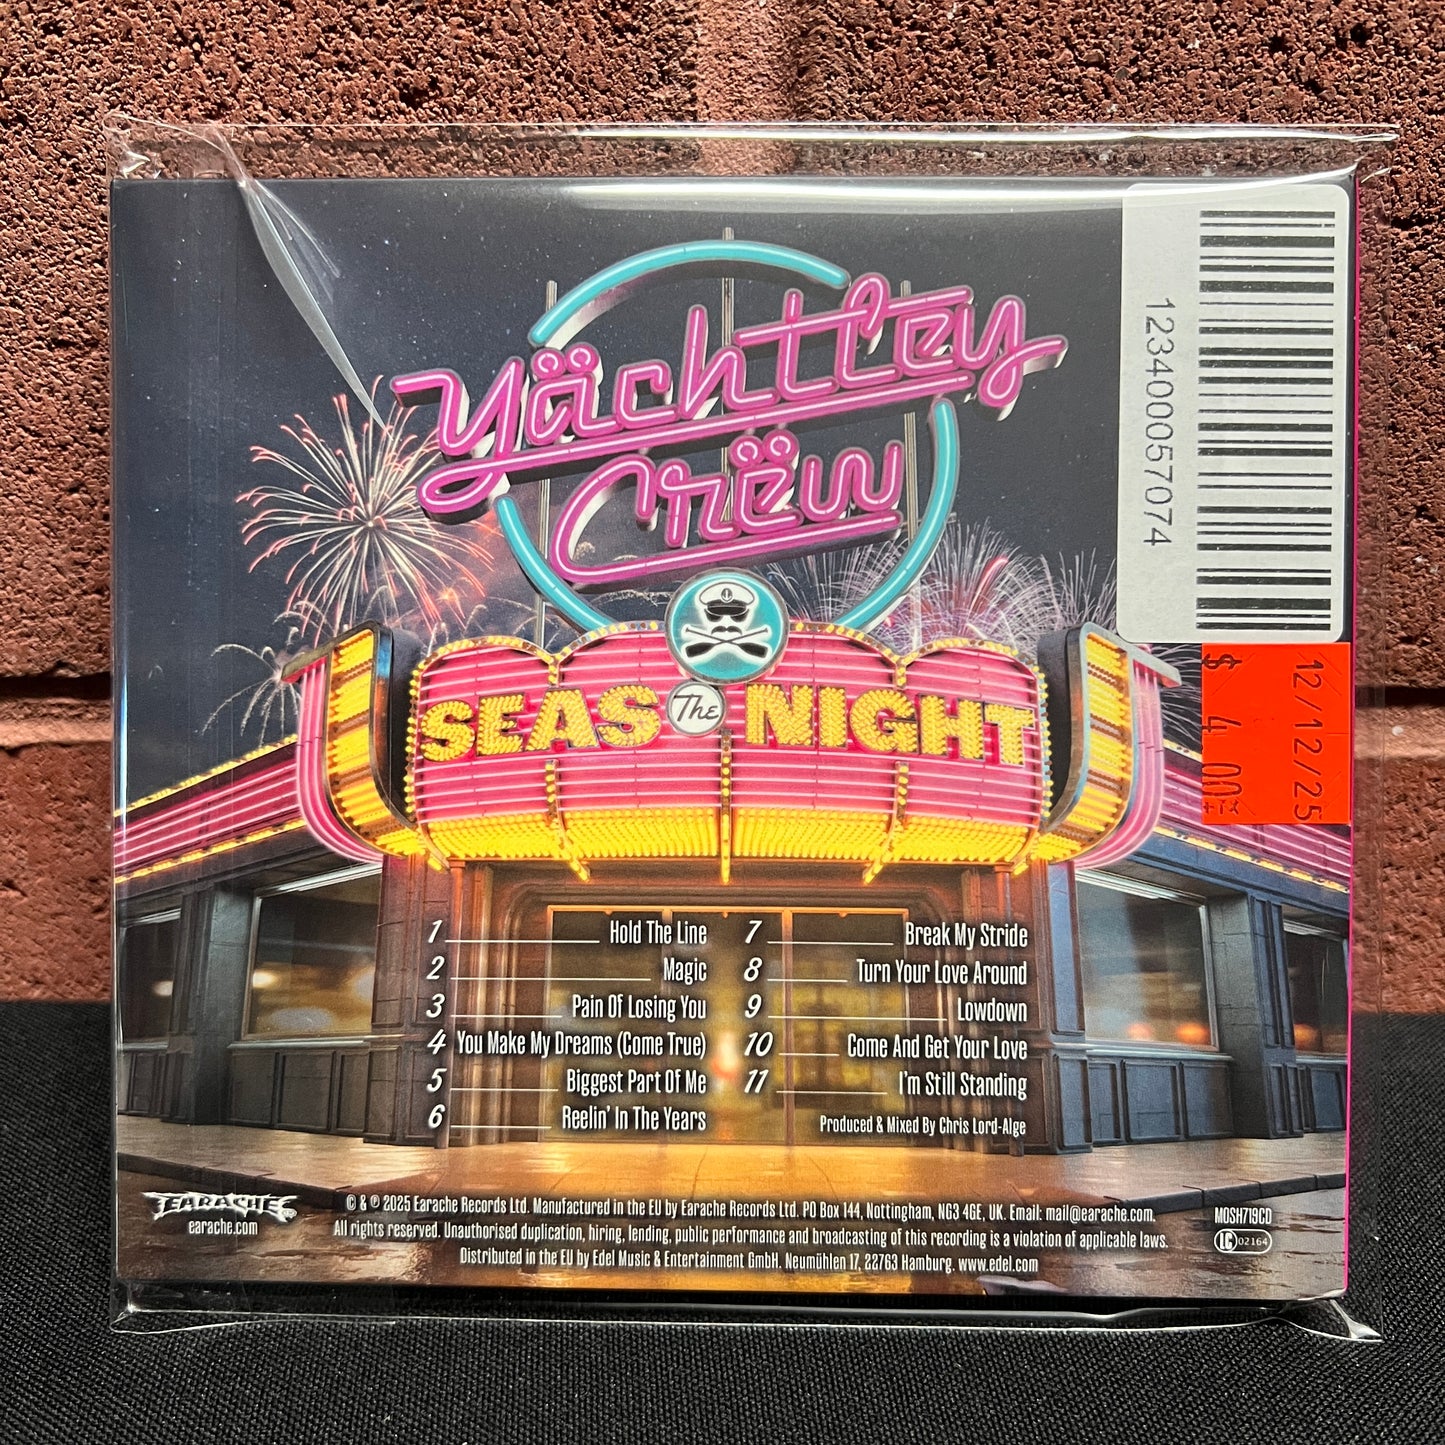 Yächtley
Crëw
SEAS The NIGHT
1 Hold The Line
2 Magic
3 Pain Of Losing You
4 You Make My Dreams (Come True)
5 Biggest Part Of Me
6 Reelin' In The Years
7 Break My Stride
8 Turn Your Love Around
9 Lowdown
10 Come And Get Your Love
11 I'm Still Standing
Produced & Mixed By Chris Lord-Alge
EARACHE
earache.com
© & ℗ 2025 Earache Records Ltd. Manufactured in the EU by Earache Records Ltd. PO Box 144, Nottingham, NG3 4GE, UK. Email: mail@earache.com.
All rights reserved. Unauthorised duplication, hiring, lending, public performance and broadcasting of this recording is a violation of applicable laws.
Distributed in the EU by Edel Music & Entertainment GmbH. Neumühlen 17, 22763 Hamburg. www.edel.com
MOSH719CD
LC 02164
123400057074
12/12/25
$ 4.00
+TX